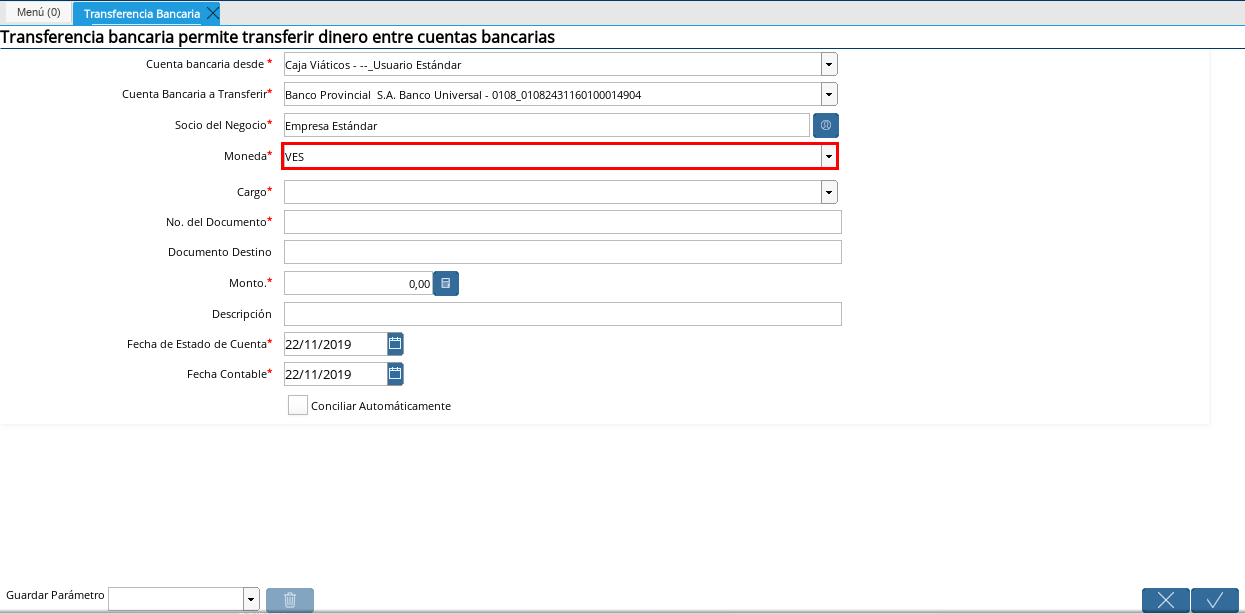 Menú (0)
Transferencia Bancaria
Transferencia bancaria permite transferir dinero entre cuentas bancarias
Cuenta bancaria desde * Caja Viáticos - --_Usuario Estándar
Cuenta Bancaria a Transferir* Banco Provincial S.A. Banco Universal - 0108_01082431160100014904
Socio del Negocio* Empresa Estándar
Moneda* VES
Cargo*
No. del Documento*
Documento Destino
Monto.* 0,00
Descripción
Fecha de Estado de Cuenta* 22/11/2019
Fecha Contable* 22/11/2019
Conciliar Automáticamente
Guardar Parámetro